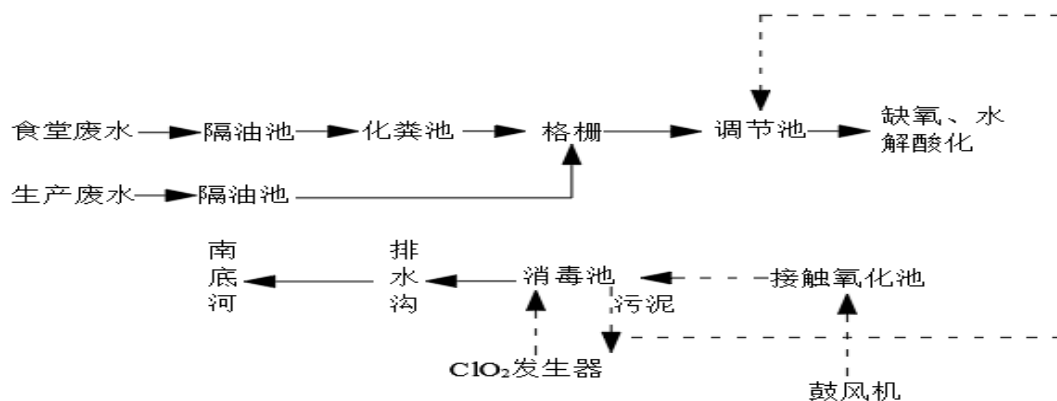 食堂废水
隔油池
化粪池
格栅
调节池
缺氧、水
解酸化
生产废水
隔油池
南
底
河
排
水
沟
消毒池
污泥
接触氧化池
ClO₂发生器
鼓风机